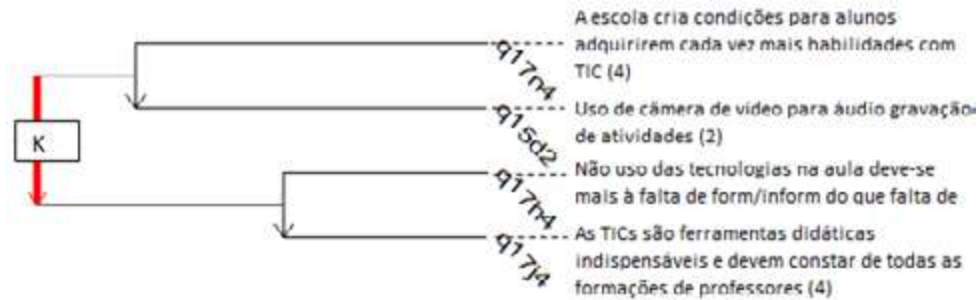 A escola cria condições para alunos
adquirirem cada vez mais habilidades com
TIC (4)
q17n4
Uso de câmera de vídeo para áudio gravação
de atividades (2)
q15d2
K
Não uso das tecnologias na aula deve-se
mais à falta de form/inform do que falta de
q17h4
As TICs são ferramentas didáticas
indispensáveis e devem constar de todas as
formações de professores (4)
q17j4